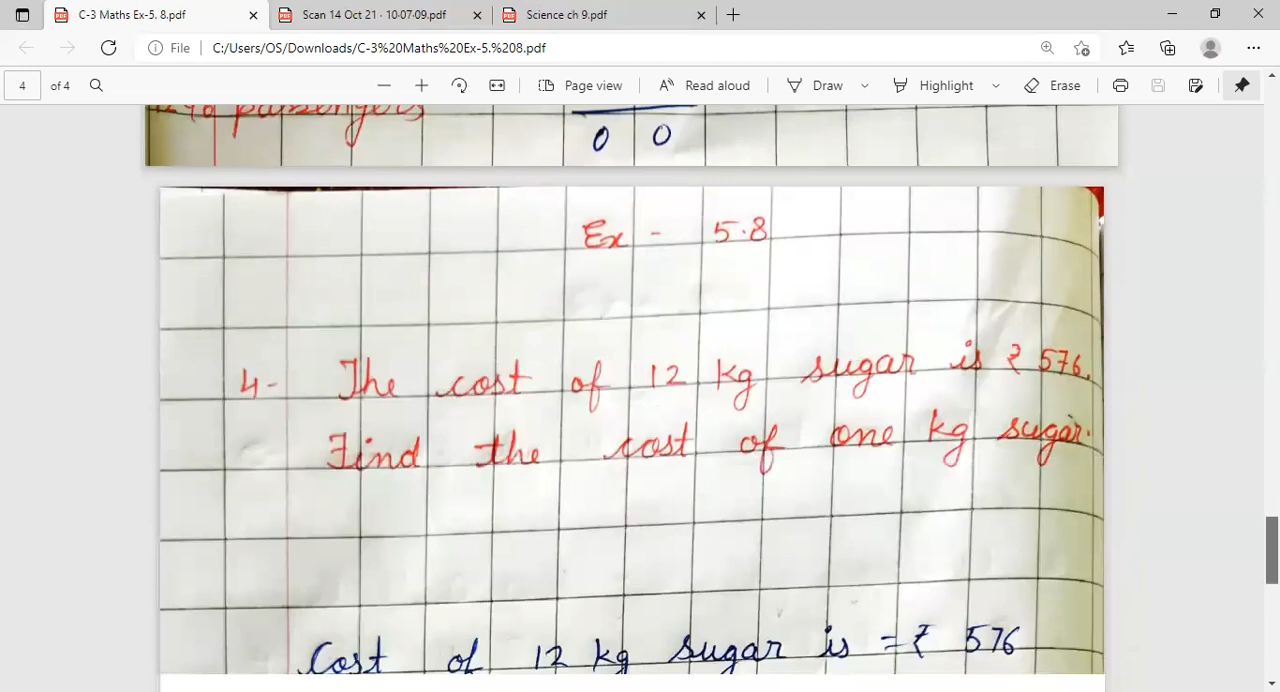 C-3 Maths Ex-5. 8.pdf
Scan 14 Oct 21 · 10·07·09.pdf
Science ch 9.pdf
File
C:/Users/OS/Downloads/C-3%20Maths%20Ex-5.%208.pdf
4 of 4
Page view
Read aloud
Draw
Highlight
Erase
passengers
0 0
Ex - 5.8
4- The cost of 12 kg sugar is ₹ 576.
Find the cost of one kg sugar.
Cost of 12 kg sugar is = ₹ 576